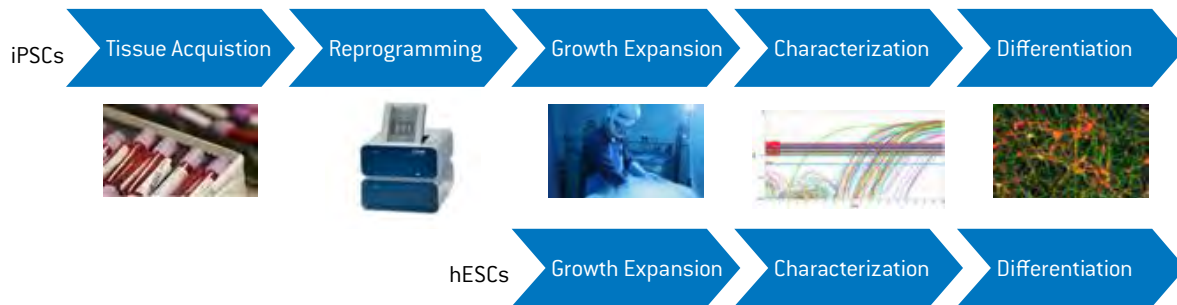 iPSCs
Tissue Acquistion
Reprogramming
Growth Expansion
Characterization
Differentiation
hESCs
Growth Expansion
Characterization
Differentiation